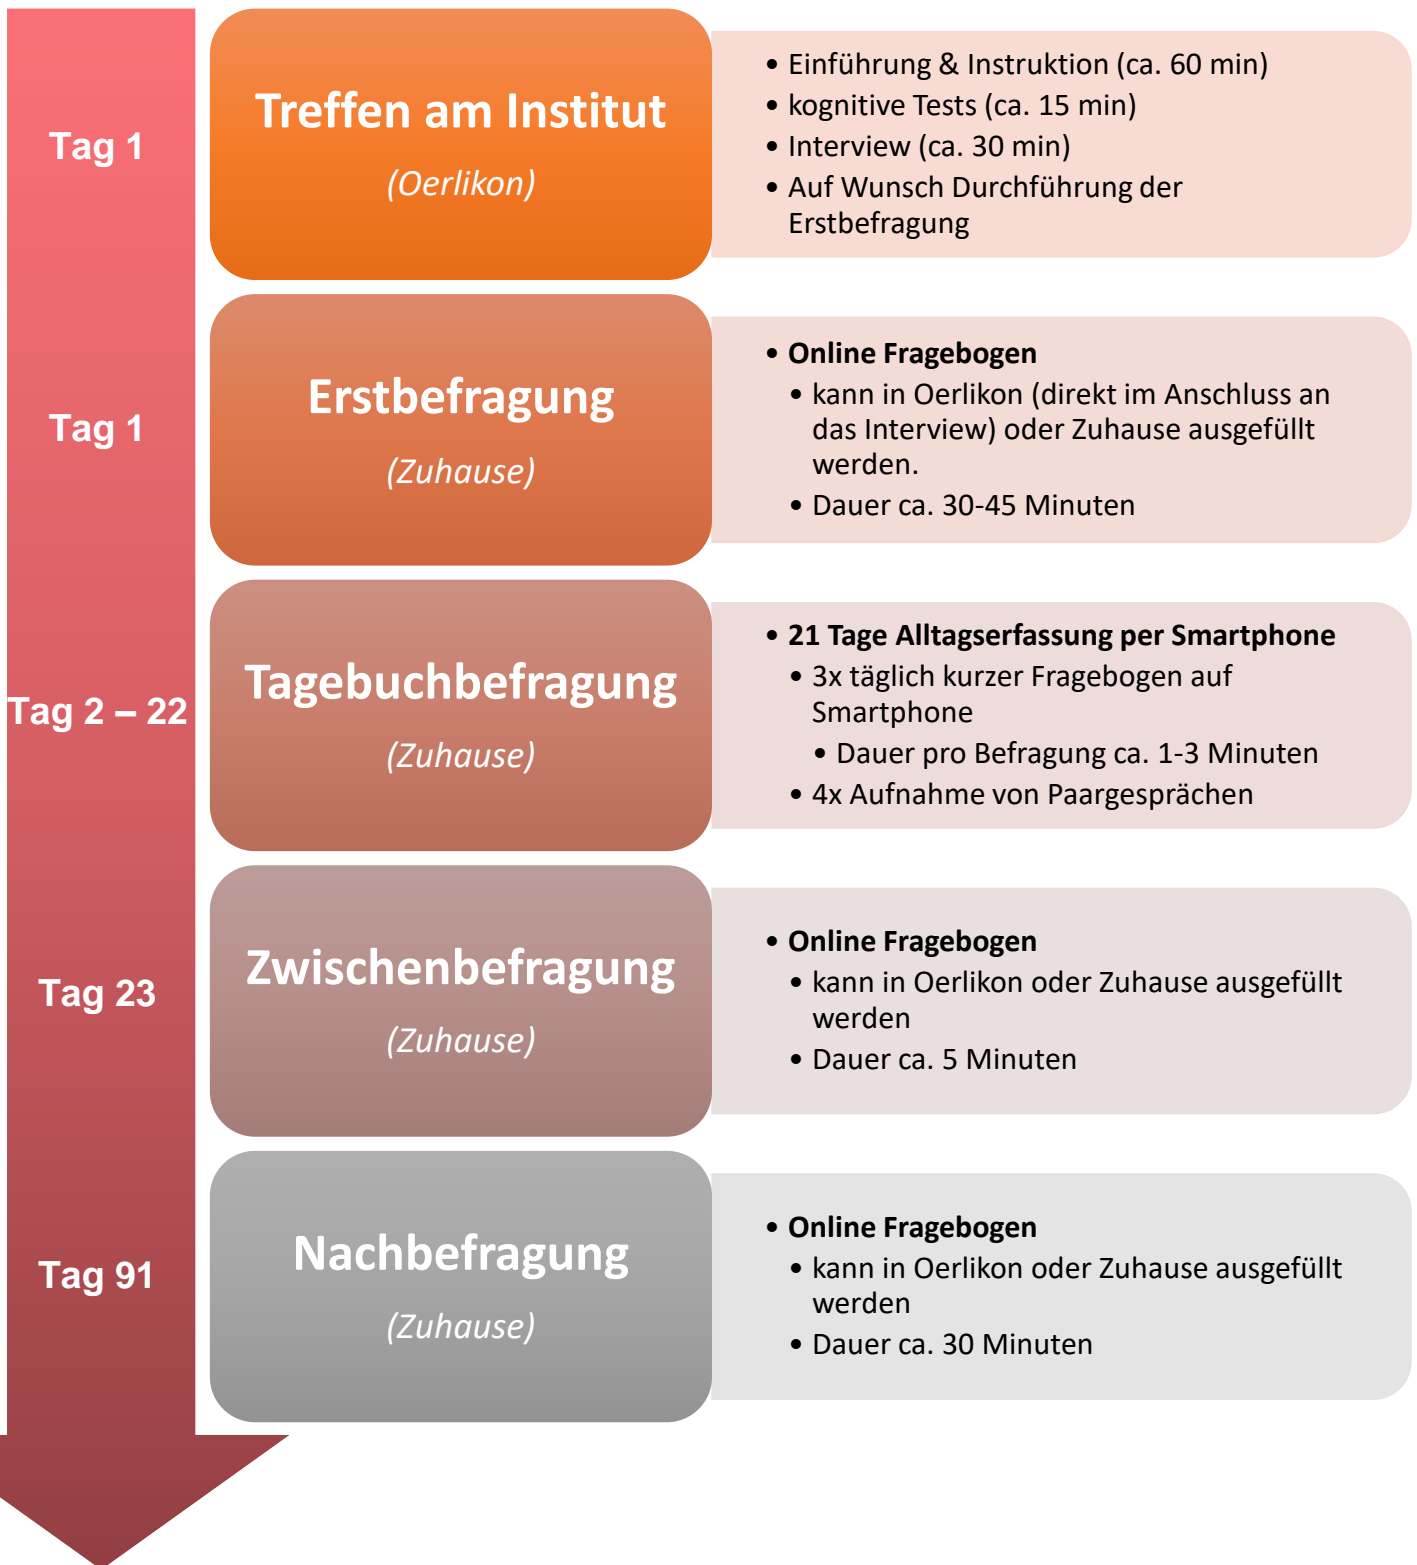 Tag 1
Treffen am Institut
(Oerlikon)
• Einführung & Instruktion (ca. 60 min)
• kognitive Tests (ca. 15 min)
• Interview (ca. 30 min)
• Auf Wunsch Durchführung der
Erstbefragung
Tag 1
Erstbefragung
(Zuhause)
• Online Fragebogen
• kann in Oerlikon (direkt im Anschluss an
das Interview) oder Zuhause ausgefüllt
werden.
• Dauer ca. 30-45 Minuten
Tag 2 – 22
Tagebuchbefragung
(Zuhause)
• 21 Tage Alltagserfassung per Smartphone
• 3x täglich kurzer Fragebogen auf
Smartphone
• Dauer pro Befragung ca. 1-3 Minuten
• 4x Aufnahme von Paargesprächen
Tag 23
Zwischenbefragung
(Zuhause)
• Online Fragebogen
• kann in Oerlikon oder Zuhause ausgefüllt
werden
• Dauer ca. 5 Minuten
Tag 91
Nachbefragung
(Zuhause)
• Online Fragebogen
• kann in Oerlikon oder Zuhause ausgefüllt
werden
• Dauer ca. 30 Minuten